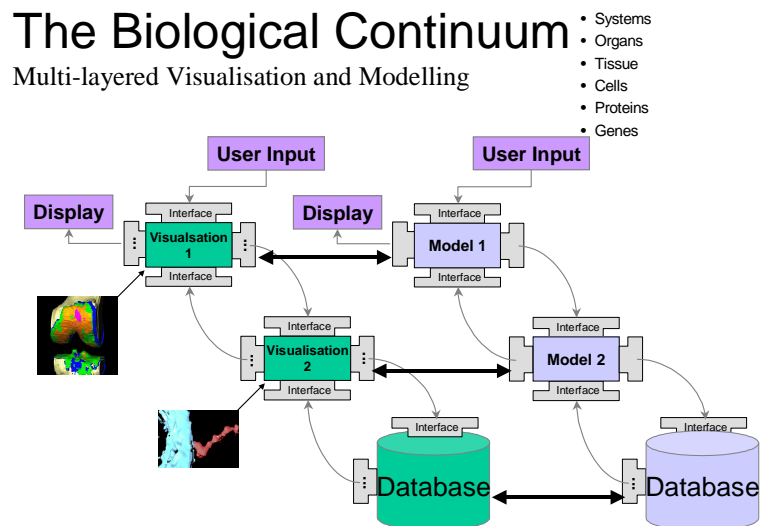 The Biological Continuum
Multi-layered Visualisation and Modelling
• Systems
• Organs
• Tissue
• Cells
• Proteins
• Genes
User Input
User Input
Display
Display
Interface
Interface
...
Visualsation
1
...
...
Model 1
...
Interface
Interface
Interface
Interface
...
Visualisation
2
...
...
Model 2
...
Interface
Interface
Interface
Interface
...
Database
...
Database